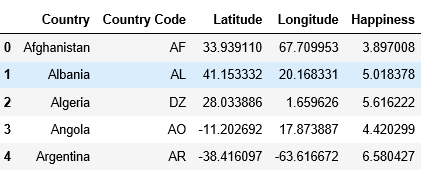 Country Country Code Latitude Longitude Happiness
0 Afghanistan AF 33.939110 67.709953 3.897008
1 Albania AL 41.153332 20.168331 5.018378
2 Algeria DZ 28.033886 1.659626 5.616222
3 Angola AO -11.202692 17.873887 4.420299
4 Argentina AR -38.416097 -63.616672 6.580427